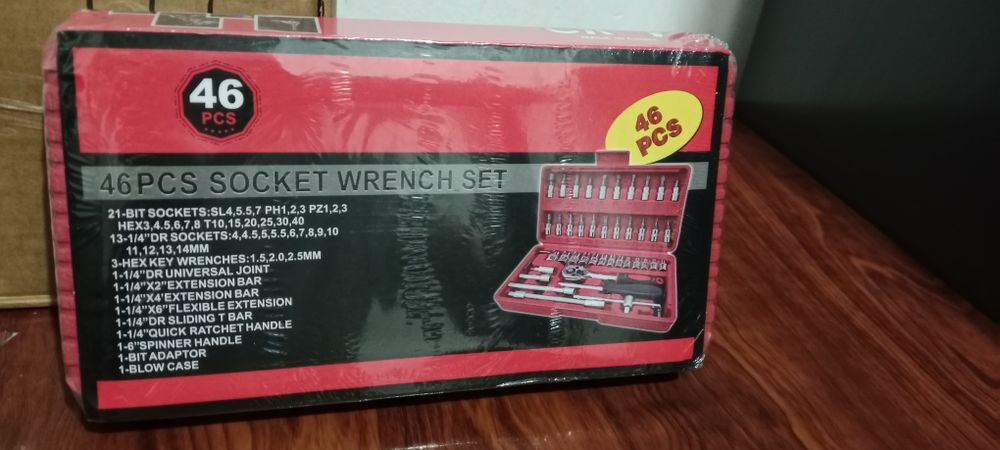 46
PCS
46
PCS
46PCS SOCKET WRENCH SET
21-BIT SOCKETS:SL4,5.5,7 PH1,2,3 PZ1,2,3
HEX3,4.5,6,7,8 T10,15,20,25,30,40
13-1/4"DR SOCKETS:4,4.5,5,5.5,6,7,8,9,10
11,12,13,14MM
3-HEX KEY WRENCHES:1.5,2.0,2.5MM
1-1/4"DR UNIVERSAL JOINT
1-1/4"X2"EXTENSION BAR
1-1/4"X4'EXTENSION BAR
1-1/4"X6"FLEXIBLE EXTENSION
1-1/4"DR SLIDING T BAR
1-1/4"QUICK RATCHET HANDLE
1-6"SPINNER HANDLE
1-BIT ADAPTOR
1-BLOW CASE